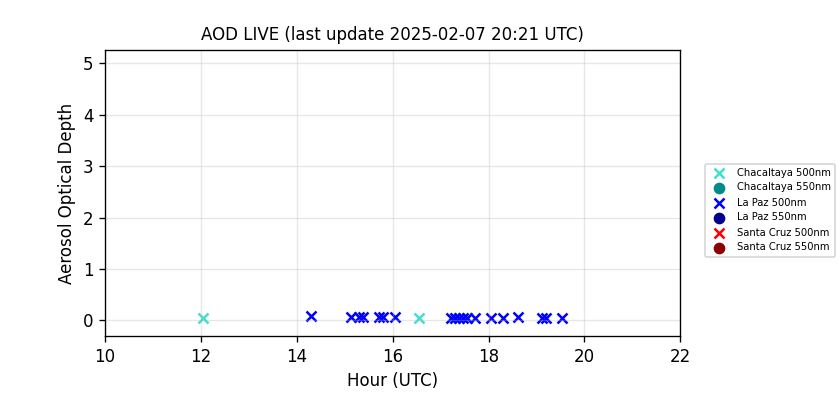 AOD LIVE (last update 2025-02-07 20:21 UTC)
Aerosol Optical Depth
5
4
3
2
1
0
10 12 14 16 18 20 22
Hour (UTC)
Chacaltaya 500nm
Chacaltaya 550nm
La Paz 500nm
La Paz 550nm
Santa Cruz 500nm
Santa Cruz 550nm